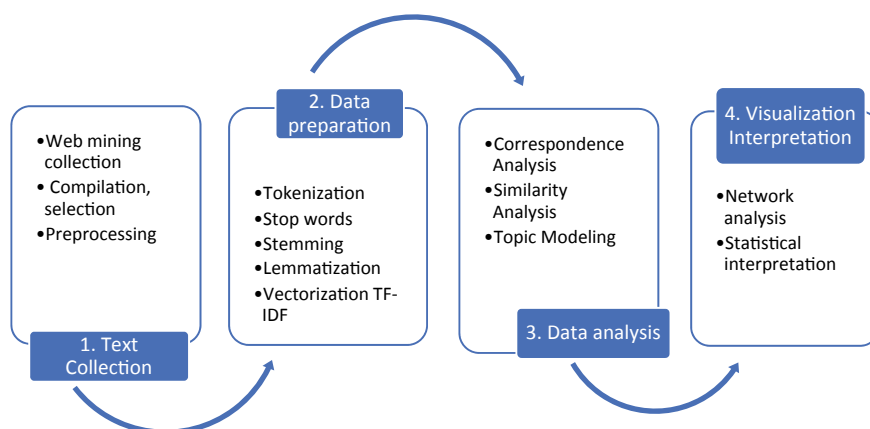 •Web mining
collection
• Compilation,
selection
•Preprocessing
1. Text
Collection
2. Data
preparation
•Tokenization
•Stop words
•Stemming
•Lemmatization
•Vectorization TF-
IDF
•Correspondence
Analysis
•Similarity
Analysis
•Topic Modeling
3. Data analysis
4. Visualization
Interpretation
•Network
analysis
•Statistical
interpretation